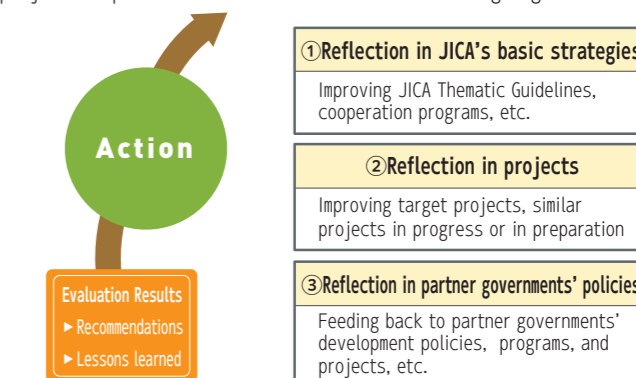 ①Reflection in JICA's basic strategies
Improving JICA Thematic Guidelines,
cooperation programs, etc.
Action
②Reflection in projects
Improving target projects, similar
projects in progress or in preparation
Evaluation Results
▶ Recommendations
▶ Lessons learned
③Reflection in partner governments' policies
Feeding back to partner governments'
development policies, programs, and
projects, etc.